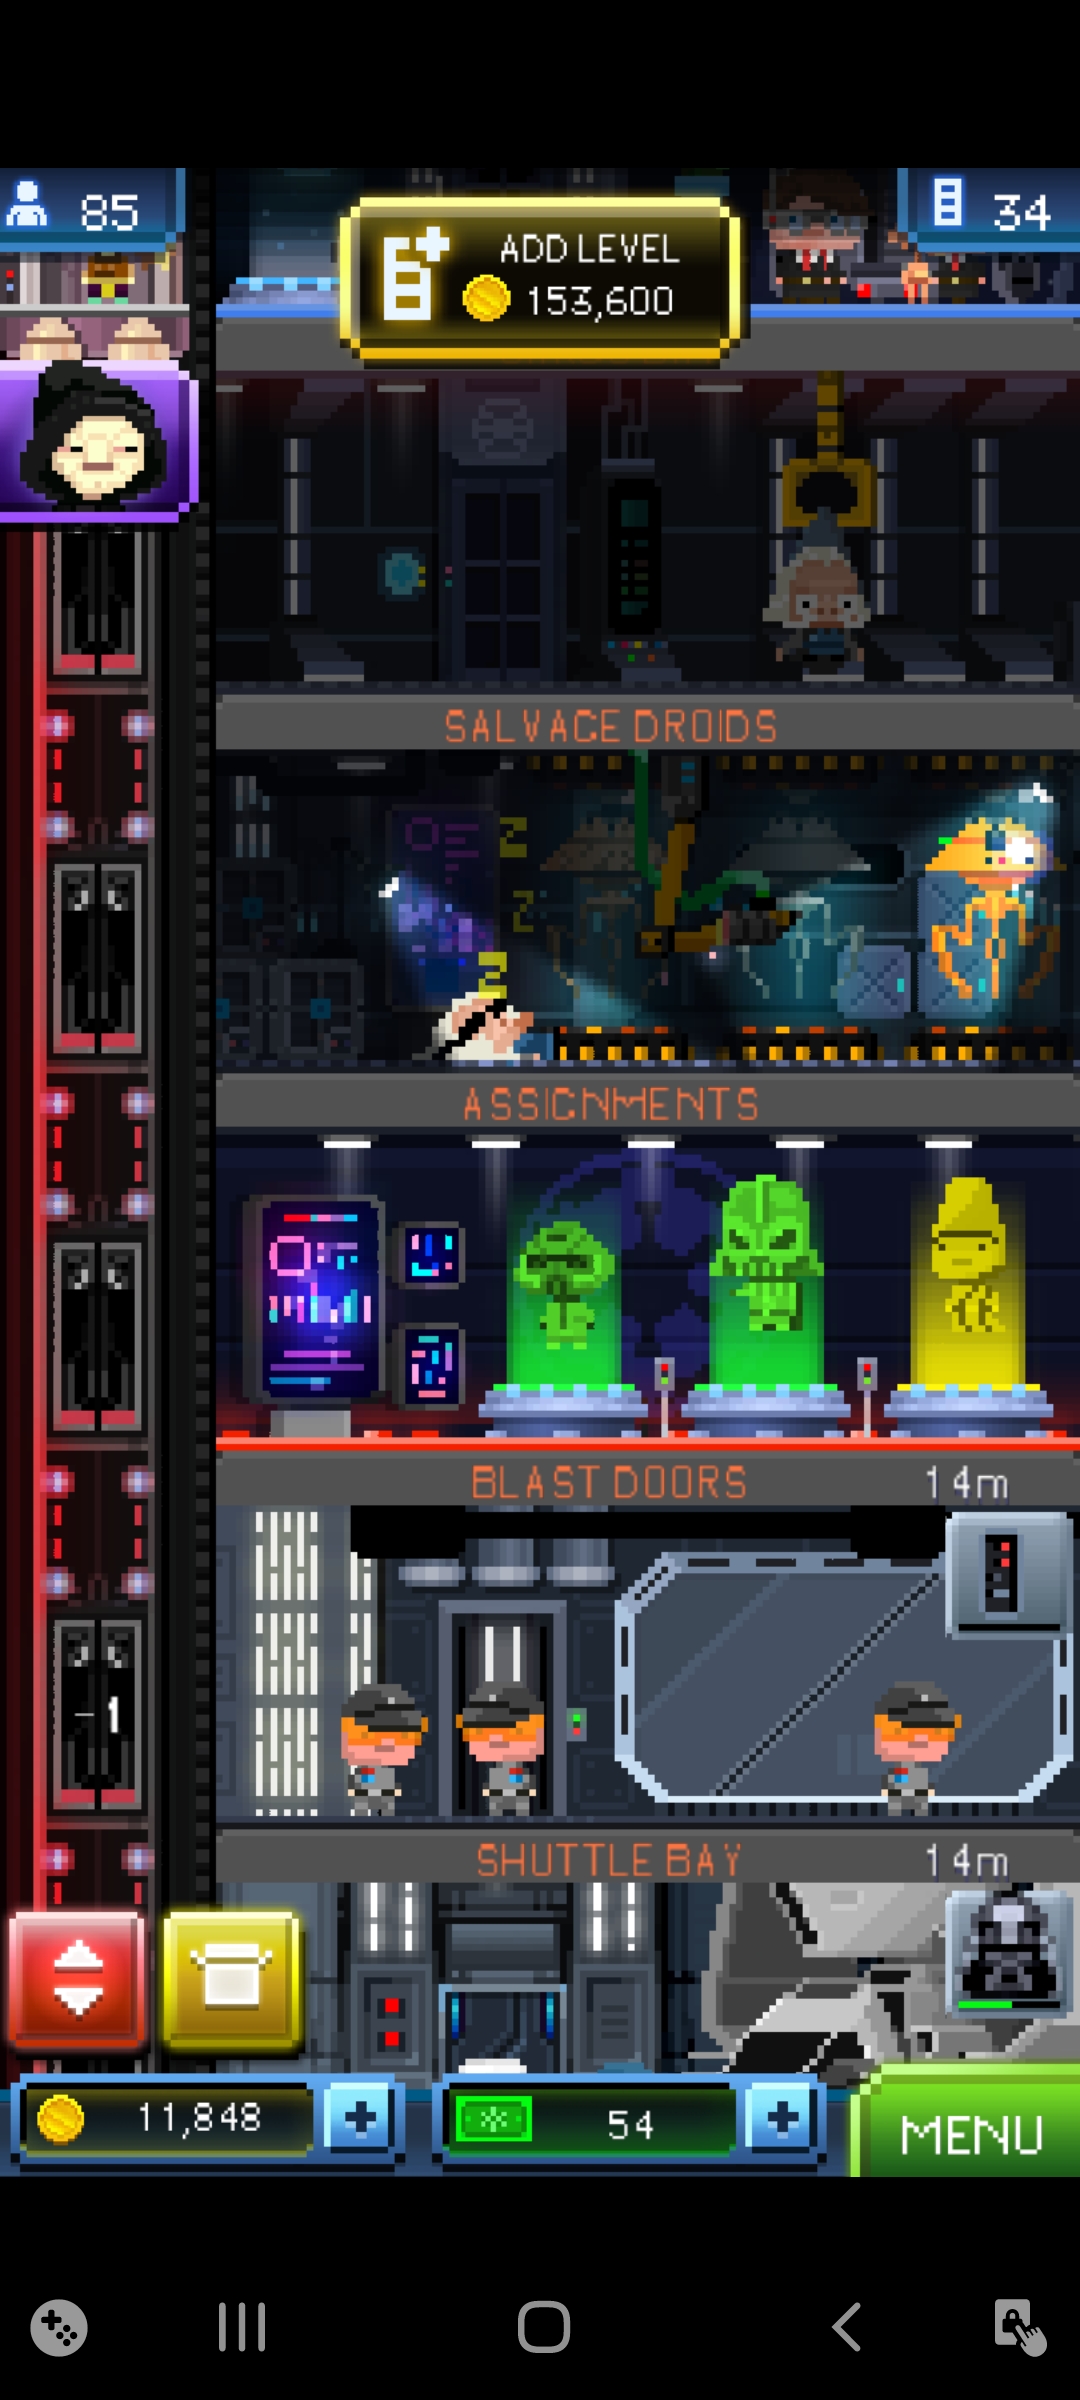 85
34
ADD LEVEL
153,600
SALVAGE DROIDS
Z
Z
Z
ASSIGNMENTS
BLAST DOORS 14m
-1
SHUTTLE BAY 14m
11,848
54
MENU